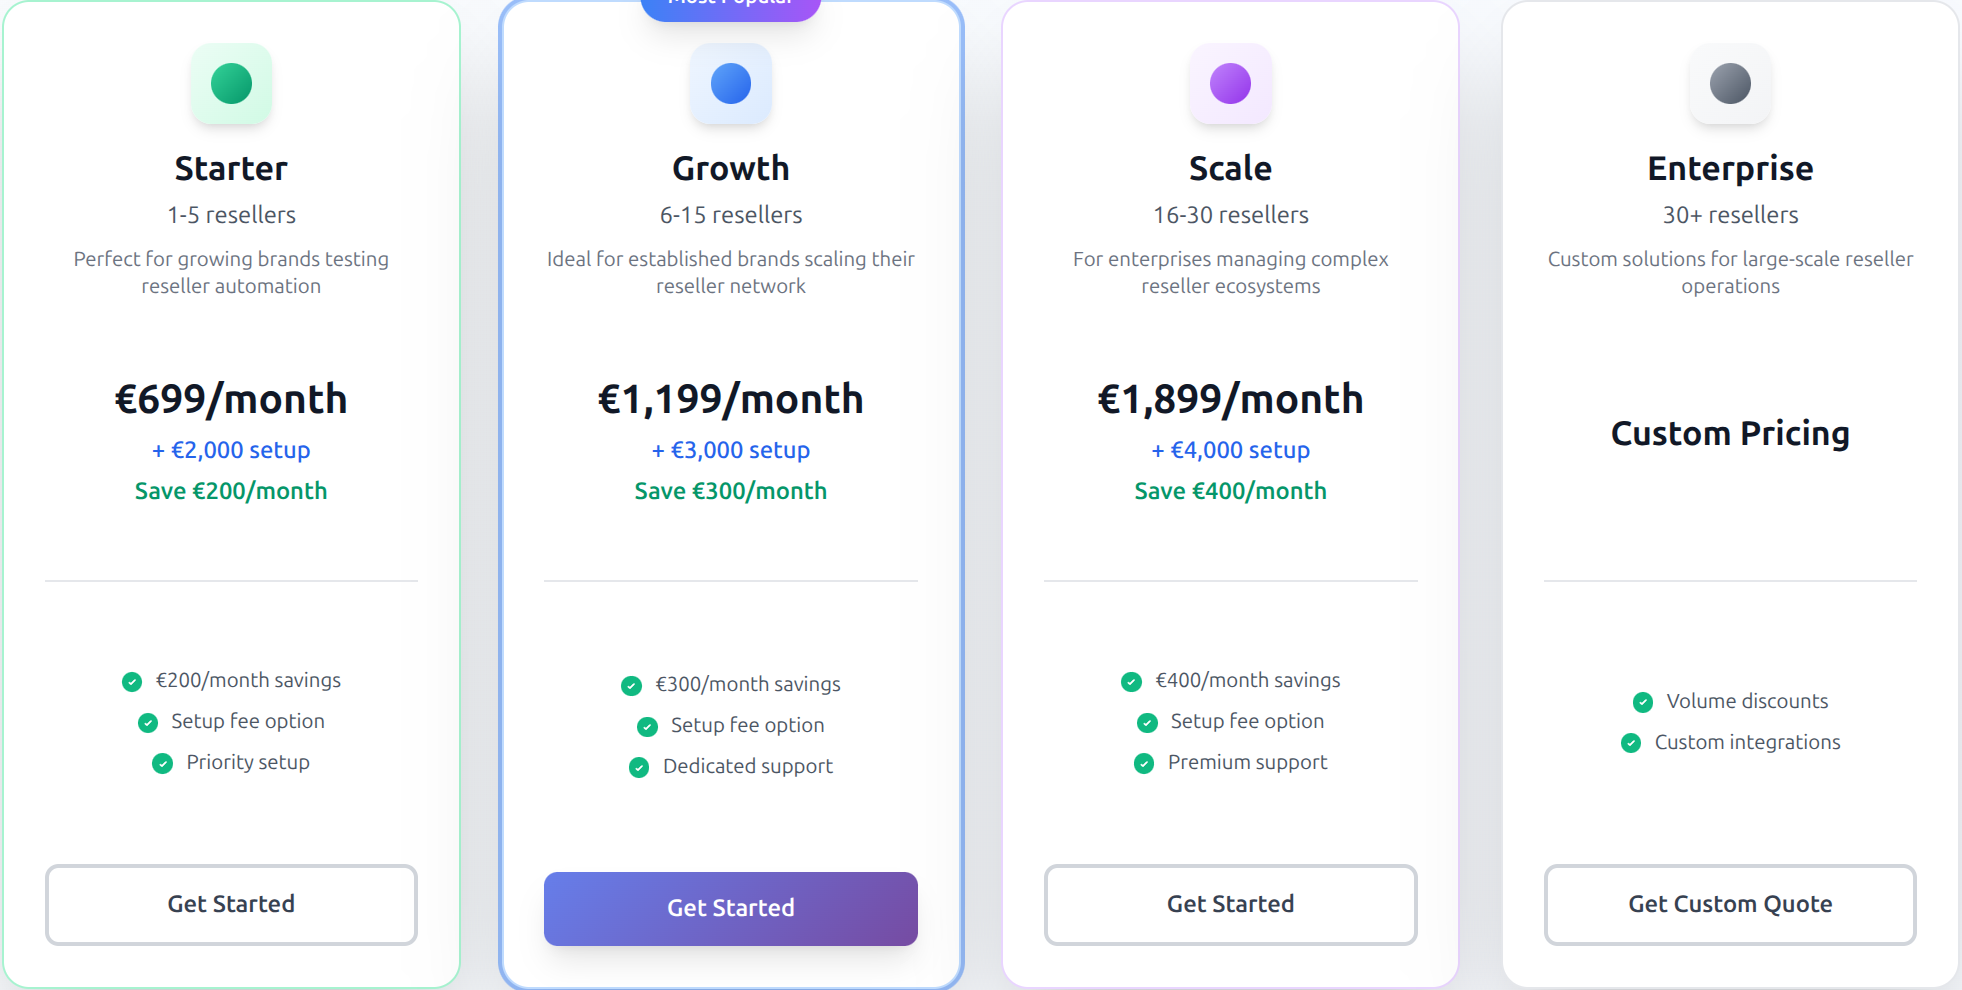 Most Popular
Starter
1-5 resellers
Perfect for growing brands testing
reseller automation
€699/month
+ €2,000 setup
Save €200/month
€200/month savings
Setup fee option
Priority setup
Get Started
Growth
6-15 resellers
Ideal for established brands scaling their
reseller network
€1,199/month
+ €3,000 setup
Save €300/month
€300/month savings
Setup fee option
Dedicated support
Get Started
Scale
16-30 resellers
For enterprises managing complex
reseller ecosystems
€1,899/month
+ €4,000 setup
Save €400/month
€400/month savings
Setup fee option
Premium support
Get Started
Enterprise
30+ resellers
Custom solutions for large-scale reseller
operations
Custom Pricing
Volume discounts
Custom integrations
Get Custom Quote